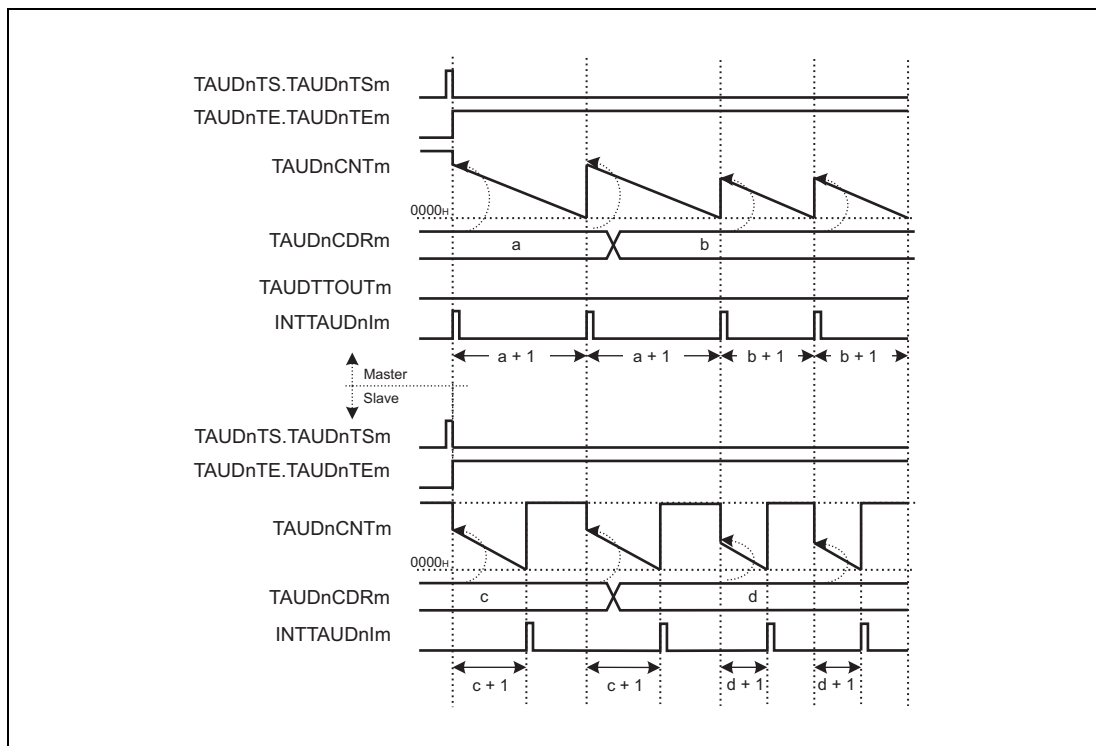 TAUDnTS.TAUDnTSm
TAUDnTE.TAUDnTEm
TAUDnCNTm
0000H
TAUDnCDRm
a
b
TAUDTTOUTm
INTTAUDnIm
a + 1
a + 1
b + 1
b + 1
Master
Slave
TAUDnTS.TAUDnTSm
TAUDnTE.TAUDnTEm
TAUDnCNTm
0000H
TAUDnCDRm
c
d
INTTAUDnIm
c + 1
c + 1
d + 1
d + 1